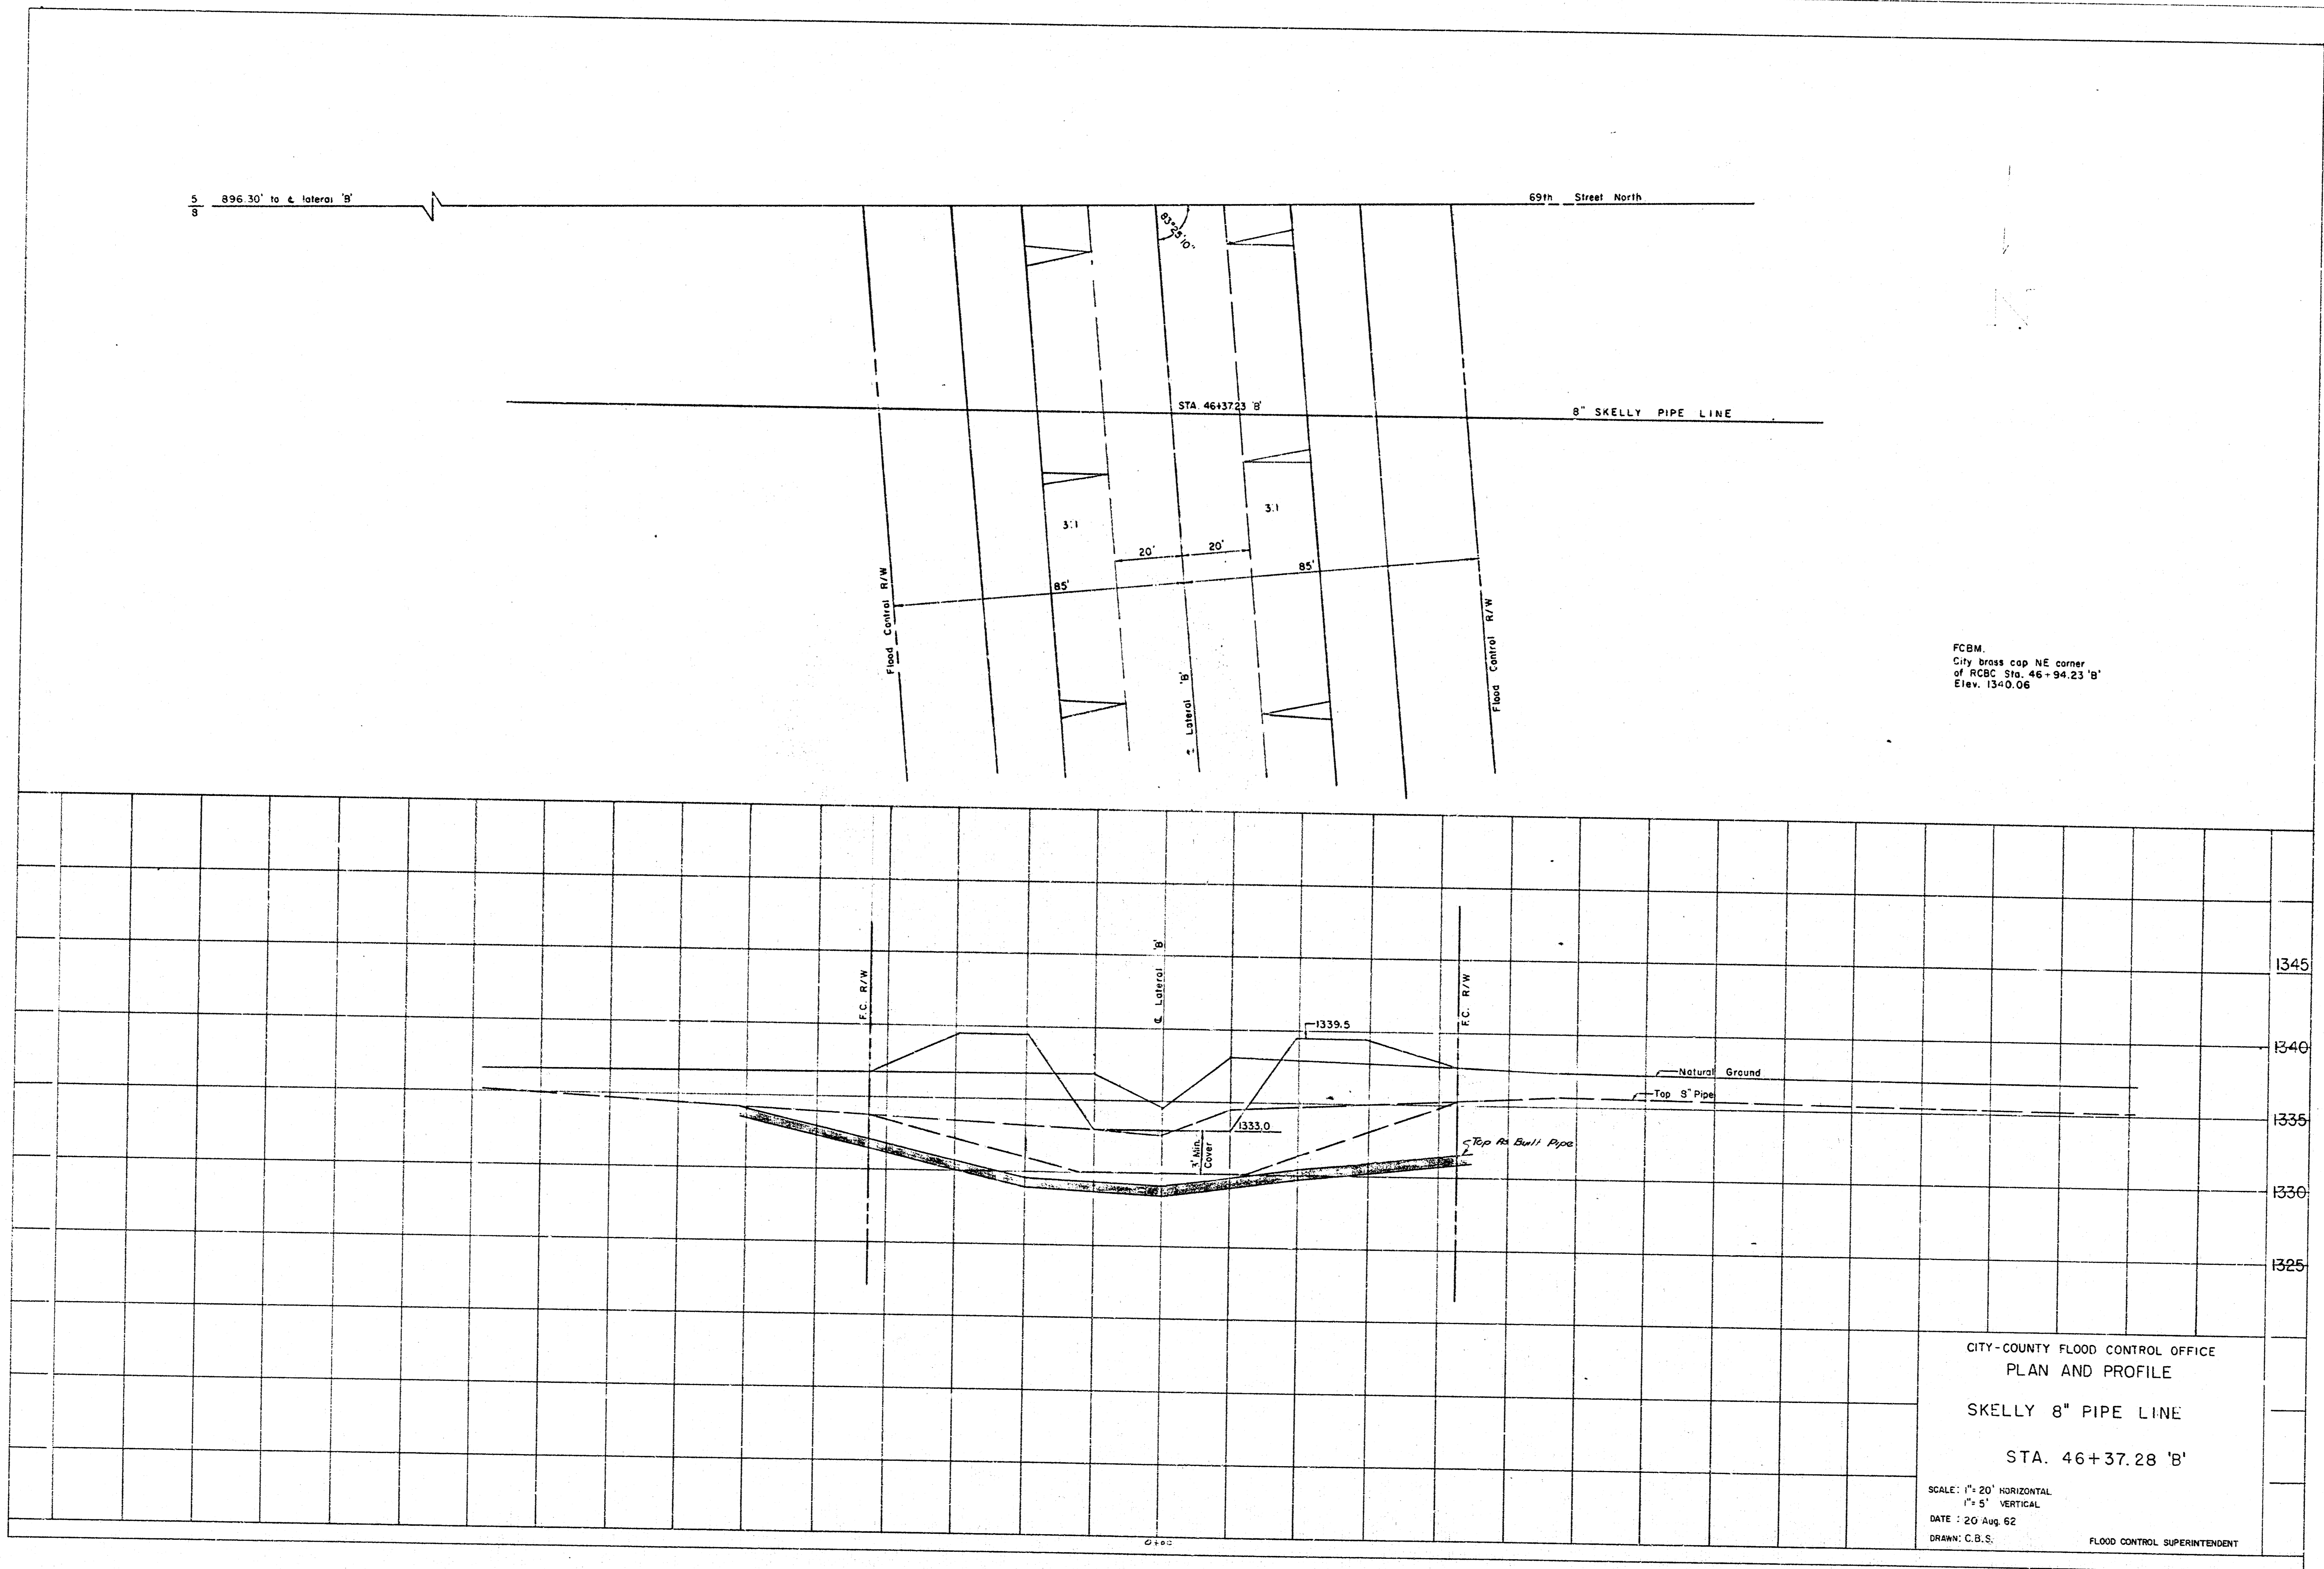 5
8
896.30' to ℄ lateral 'B'
69th Street North
83°25'10"
STA. 46+37.23 'B'
8" SKELLY PIPE LINE
3:1
3:1
20'
20'
85'
85'
Flood Control R/W
℄ Lateral 'B'
Flood Control R/W
N
FCBM.
City brass cap NE corner
of RCBC Sta. 46+94.23 'B'
Elev. 1340.06
F.C. R/W
℄ Lateral 'B'
F.C. R/W
1345
1339.5
1340
Natural Ground
Top 8" Pipe
1335
1333.0
3' Min.
Cover
Top As Built Pipe
1330
1325
CITY-COUNTY FLOOD CONTROL OFFICE
PLAN AND PROFILE
SKELLY 8" PIPE LINE
STA. 46+37.28 'B'
SCALE: 1"=20' HORIZONTAL
1"=5' VERTICAL
DATE : 20 Aug. 62
DRAWN: C.B.S.
FLOOD CONTROL SUPERINTENDENT
0+00